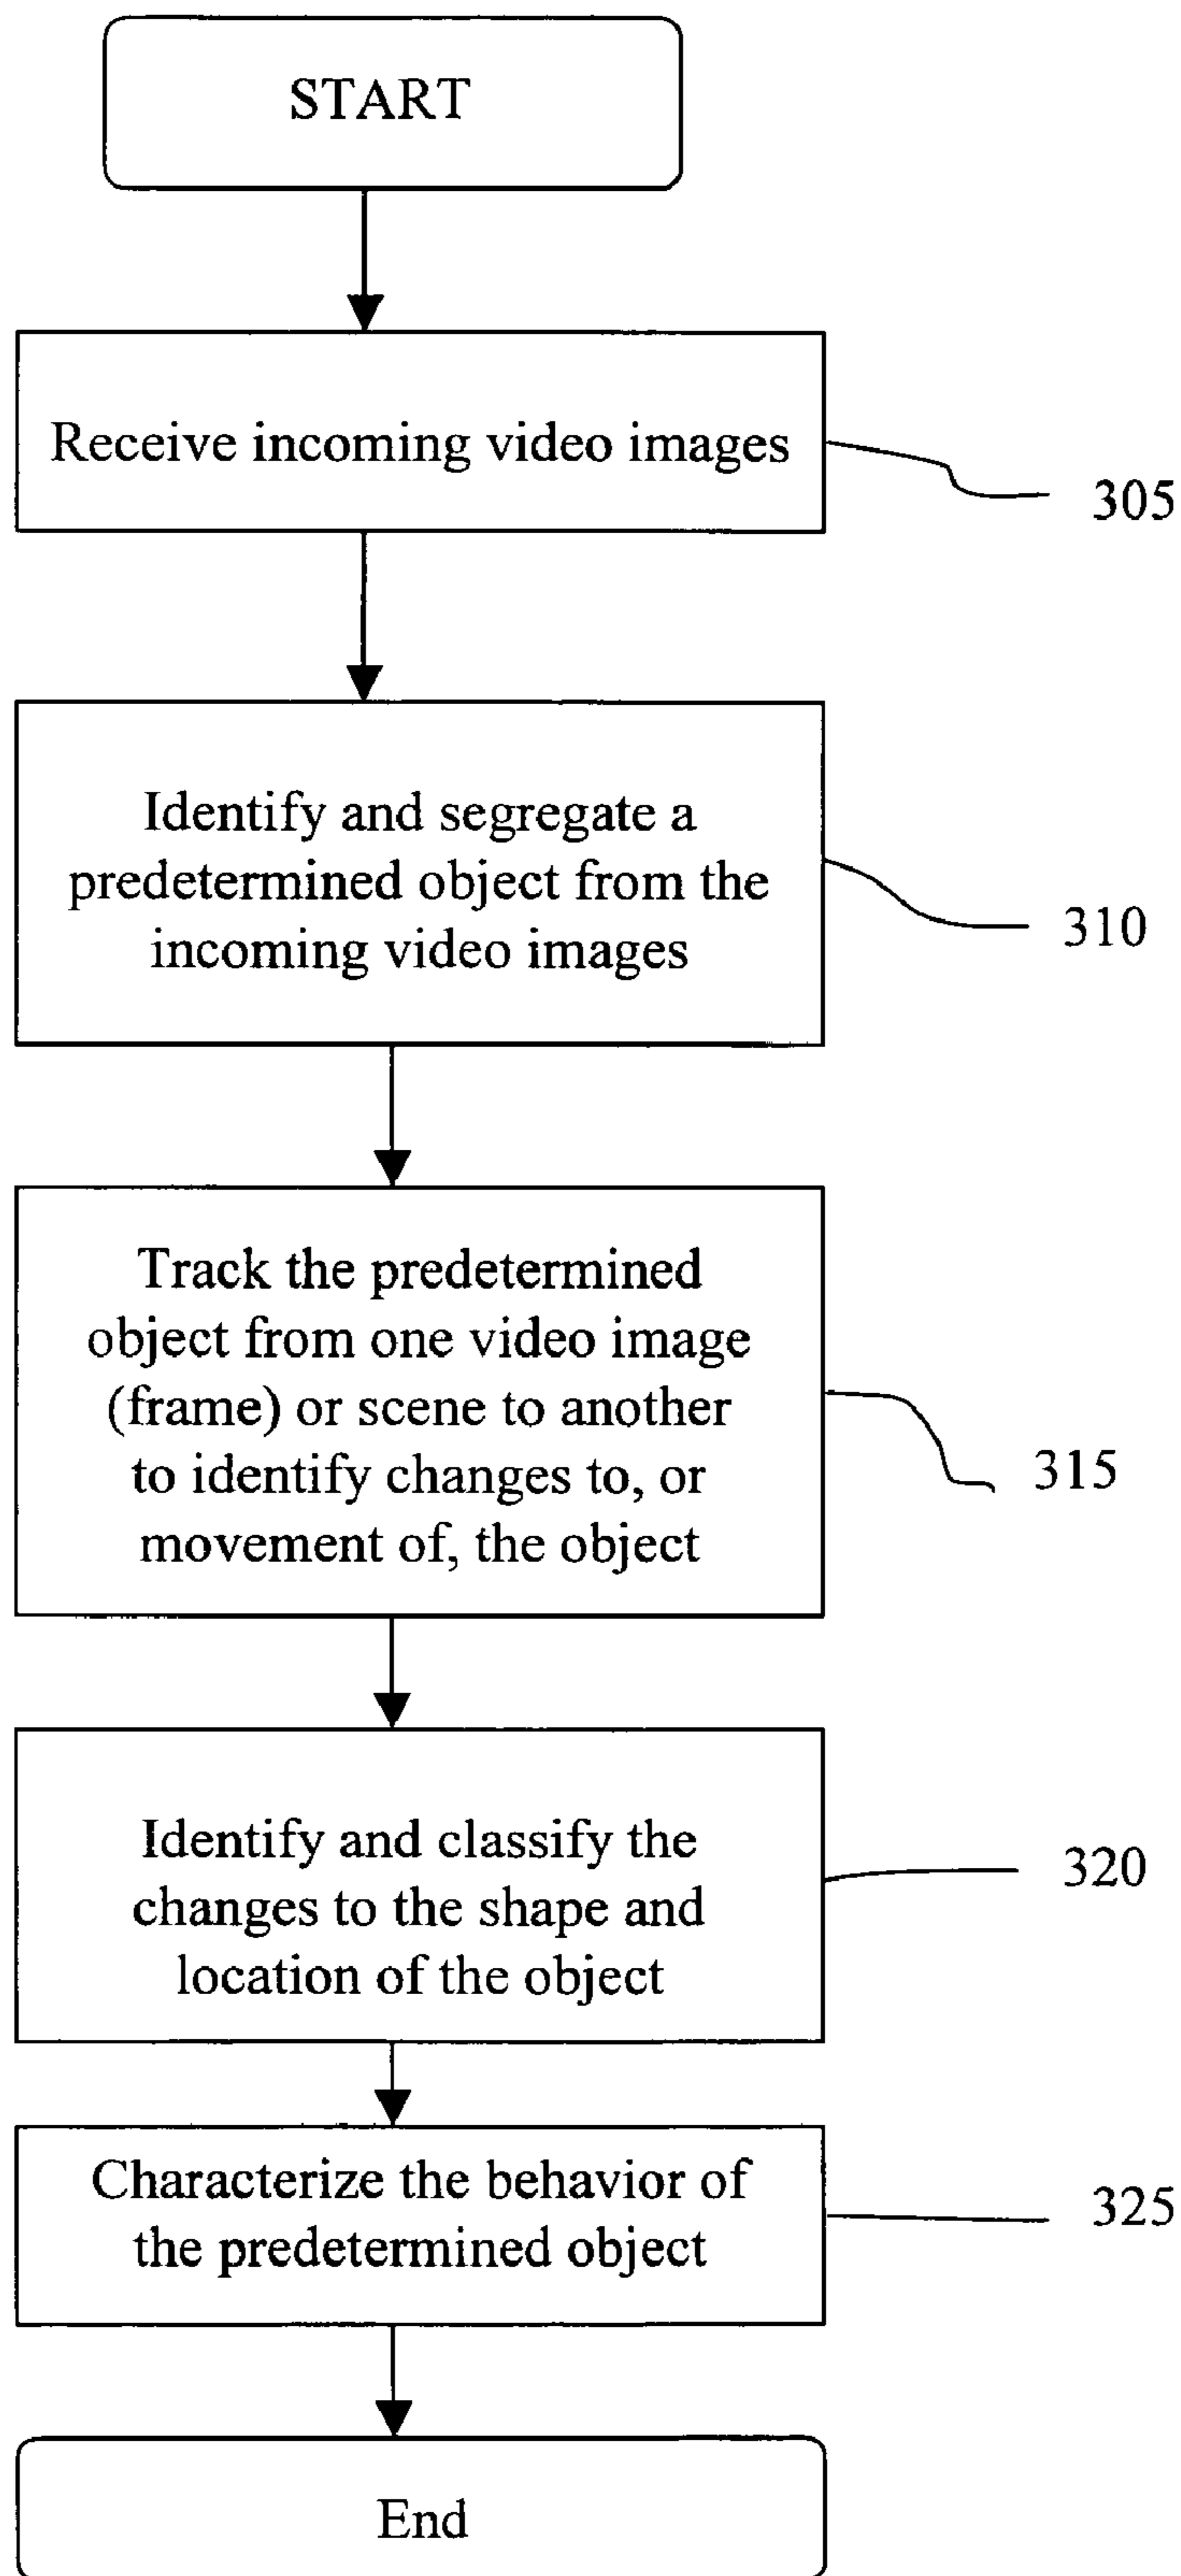 START
Receive incoming video images
305
Identify and segregate a
predetermined object from the
incoming video images
310
Track the predetermined
object from one video image
(frame) or scene to another
to identify changes to, or
movement of, the object
315
Identify and classify the
changes to the shape and
location of the object
320
Characterize the behavior of
the predetermined object
325
End